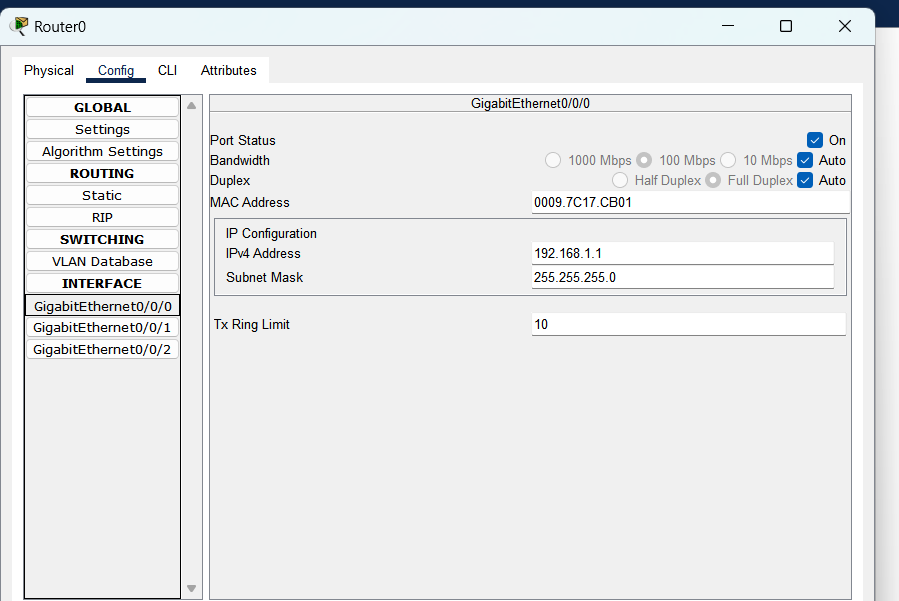 Router0
Physical Config CLI Attributes
GLOBAL
Settings
Algorithm Settings
ROUTING
Static
RIP
SWITCHING
VLAN Database
INTERFACE
GigabitEthernet0/0/0
GigabitEthernet0/0/1
GigabitEthernet0/0/2
GigabitEthernet0/0/0
Port Status On
Bandwidth 1000 Mbps 100 Mbps 10 Mbps Auto
Duplex Half Duplex Full Duplex Auto
MAC Address 0009.7C17.CB01
IP Configuration
IPv4 Address 192.168.1.1
Subnet Mask 255.255.255.0
Tx Ring Limit 10